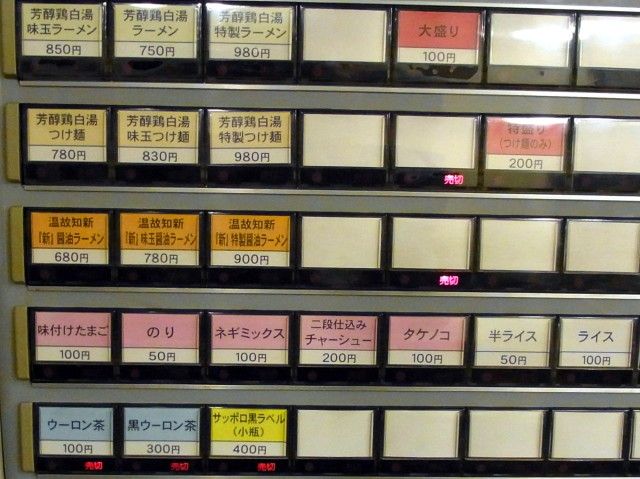 芳醇鶏白湯
味玉ラーメン
850円
芳醇鶏白湯
ラーメン
750円
芳醇鶏白湯
特製ラーメン
980円
大盛り
100円
芳醇鶏白湯
つけ麺
780円
芳醇鶏白湯
味玉つけ麺
830円
芳醇鶏白湯
特製つけ麺
980円
売切
特盛り
(つけ麺のみ)
200円
温故知新
『新』醤油ラーメン
680円
温故知新
『新』味玉醤油ラーメン
780円
温故知新
『新』特製醤油ラーメン
900円
売切
味付けたまご
100円
のり
50円
ネギミックス
100円
二段仕込み
チャーシュー
200円
タケノコ
100円
半ライス
50円
ライス
100円
ウーロン茶
100円
売切
黒ウーロン茶
300円
売切
サッポロ黒ラベル
(小瓶)
400円
売切